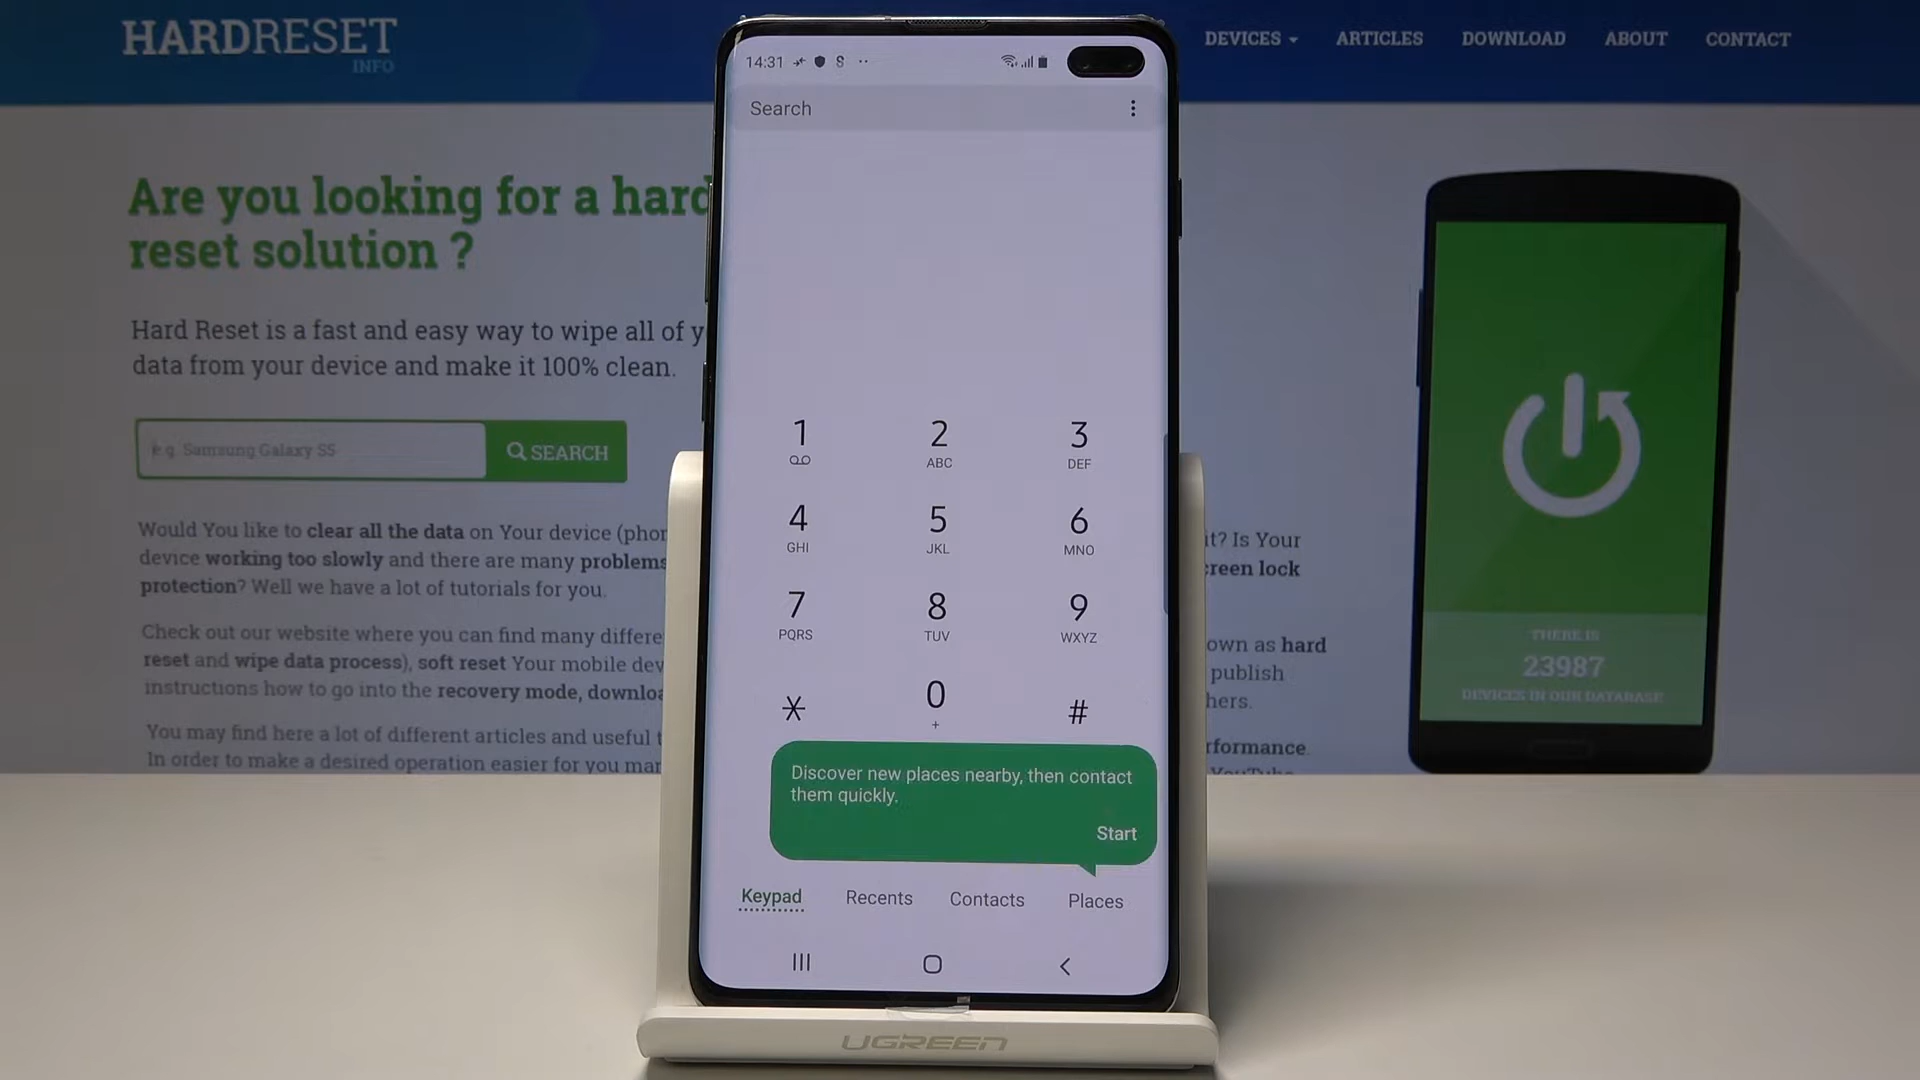 HARDRESET
INFO
DEVICES
ARTICLES
DOWNLOAD
ABOUT
CONTACT
Are you looking for a hard
reset solution ?
Hard Reset is a fast and easy way to wipe all of y
data from your device and make it 100% clean.
e.g. Samsung Galaxy S5
SEARCH
Would You like to clear all the data on Your device (phon
device working too slowly and there are many problems
protection? Well we have a lot of tutorials for you.
Check out our website where you can find many differe
reset and wipe data process), soft reset Your mobile dev
instructions how to go into the recovery mode, downloa
You may find here a lot of different articles and useful t
In order to make a desired operation easier for you man
14:31
Search
1
2
ABC
3
DEF
4
GHI
5
JKL
6
MNO
7
PQRS
8
TUV
9
WXYZ
*
0
+
#
Discover new places nearby, then contact
them quickly.
Start
Keypad
Recents
Contacts
Places
UGREEN
it? Is Your
creen lock
own as hard
publish
hers.
rformance.
THERE IS
23987
DEVICES IN OUR DATABASE